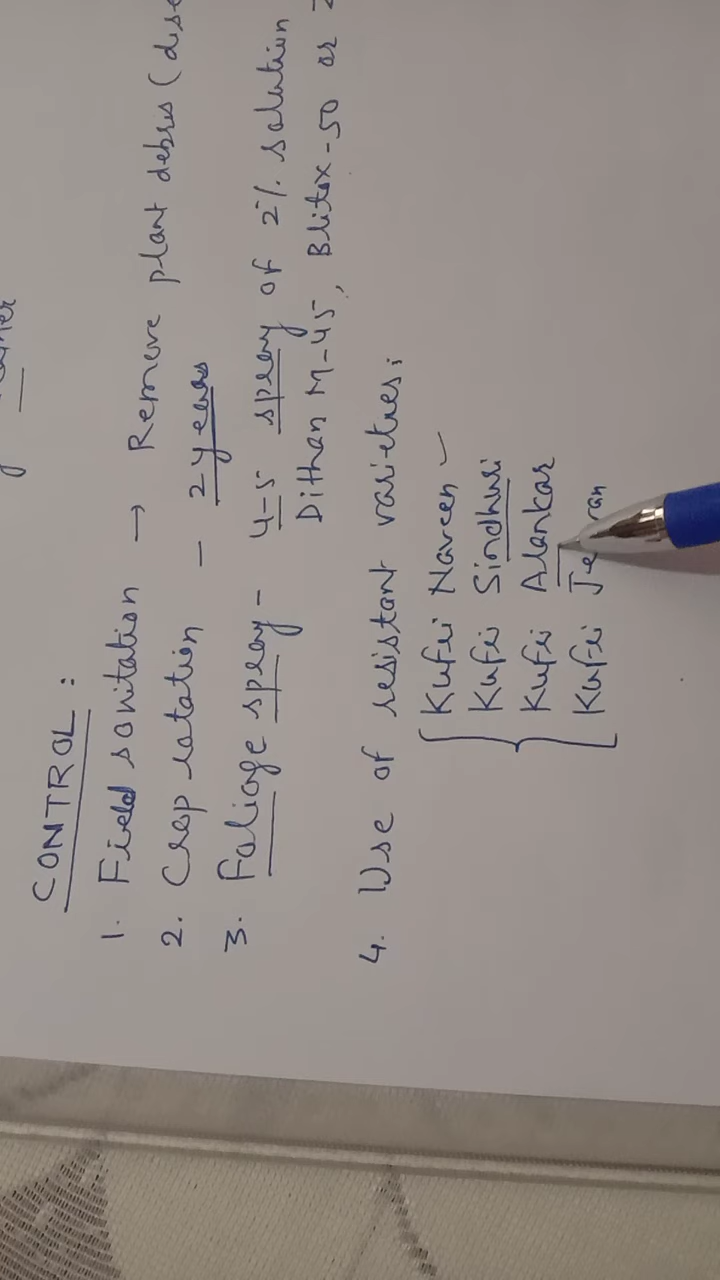 CONTROL:
1. Field sanitation → Remove plant debris (dise
2. Crop rotation – 2 years
3. Foliage spray – 4-5 spray of 2% solution
Dithan M-45, Blitox-50 or
4. Use of resistant varieties:
Kufri Naveen –
Kufri Sindhuri
Kufri Alankar
Kufri